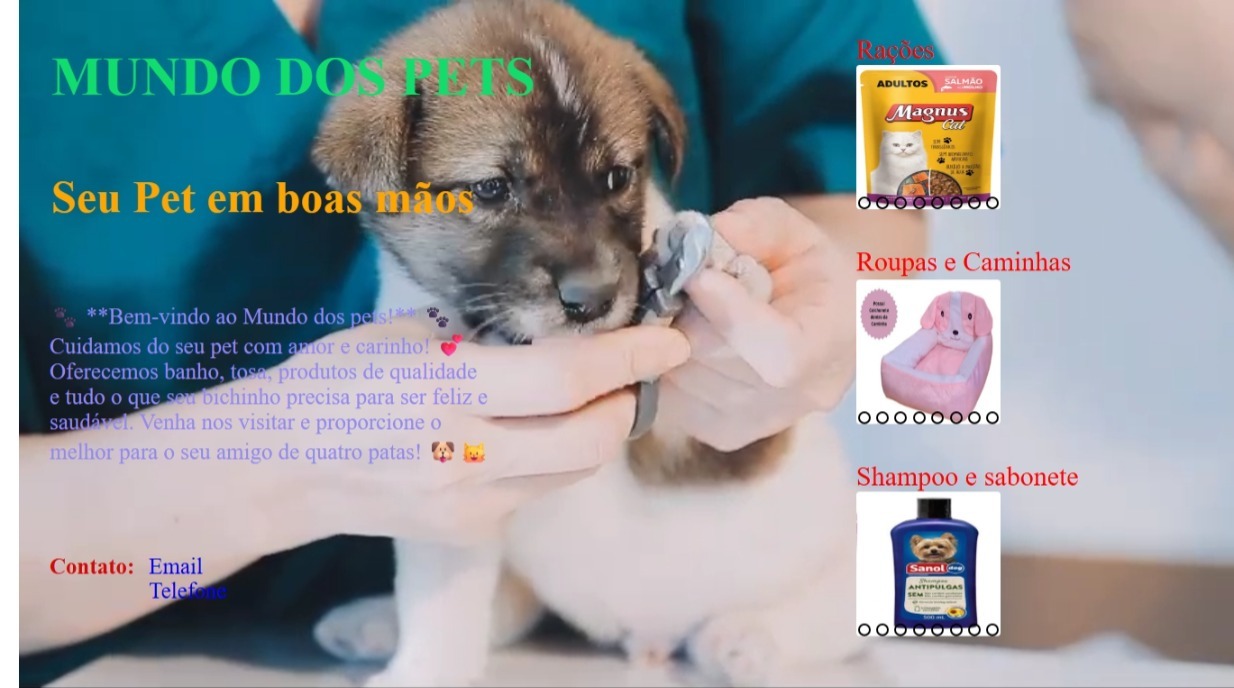 MUNDO DOS PETS
Seu Pet em boas mãos
🐾 **Bem-vindo ao Mundo dos pets!** 🐾
Cuidamos do seu pet com amor e carinho! 💕
Oferecemos banho, tosa, produtos de qualidade
e tudo o que seu bichinho precisa para ser feliz e
saudável. Venha nos visitar e proporcione o
melhor para o seu amigo de quatro patas! 🐶 😺
Contato: Email
Telefone
Rações
ADULTOS
SALMÃO
Magnus
Cat
Roupas e Caminhas
Shampoo e sabonete
Sanol dog
Shampoo
ANTIPULGAS